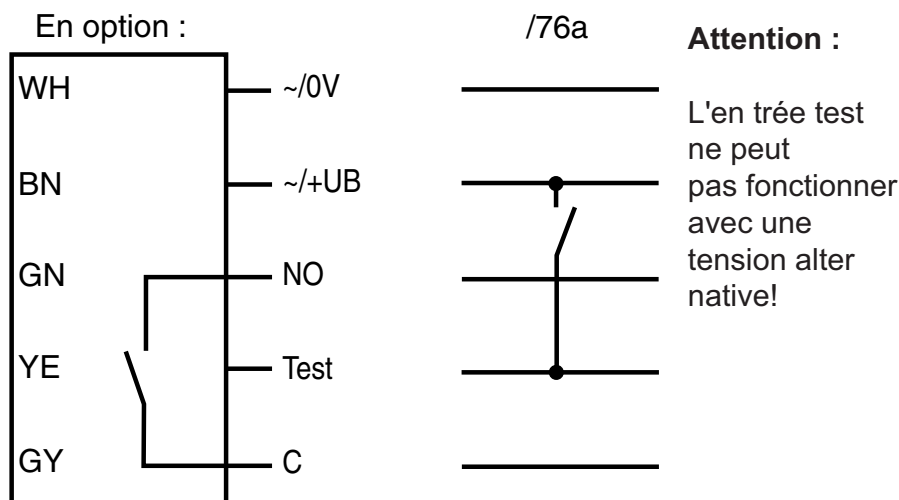 En option :
/76a
Attention :
WH
~/0V
BN
~/+UB
GN
NO
YE
Test
GY
C
L'en trée test
ne peut
pas fonctionner
avec une
tension alter
native!